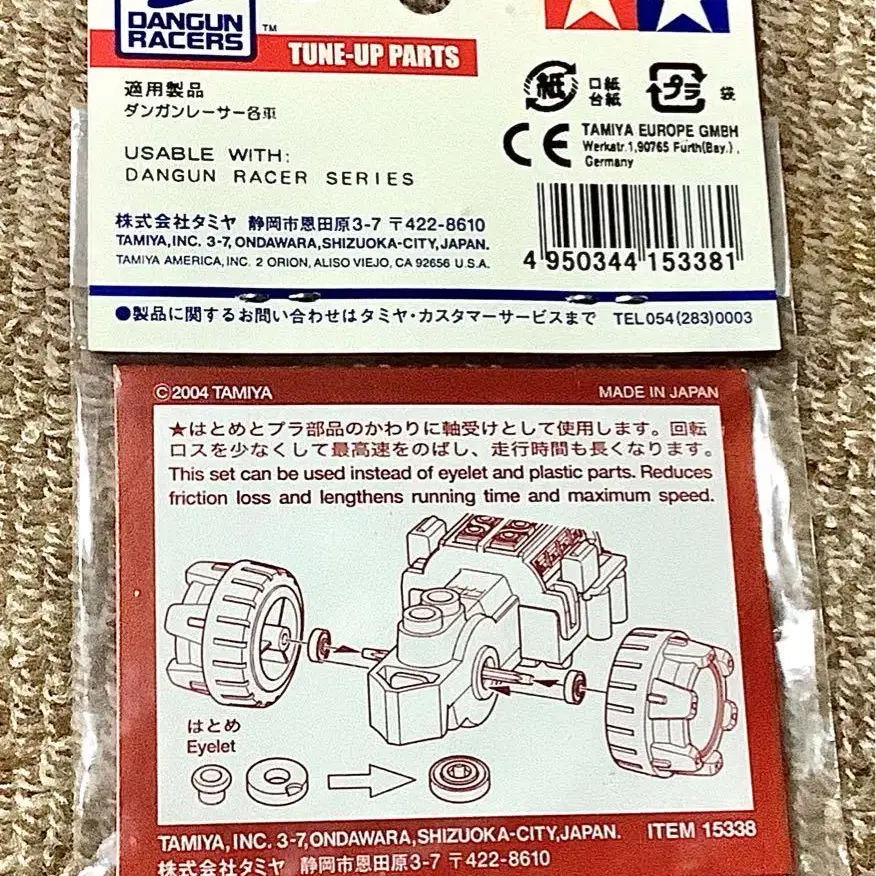 DANGUN
RACERS
TM
TUNE-UP PARTS
適用製品
ダンガンレーサー各車
USABLE WITH:
DANGUN RACER SERIES
紙
口紙
台紙
プラ
袋
CE
TAMIYA EUROPE GMBH
Werkstr.1,90765 Fürth(Bay.),
Germany
株式会社タミヤ 静岡市恩田原3-7 〒422-8610
TAMIYA,INC. 3-7, ONDAWARA,SHIZUOKA-CITY,JAPAN.
TAMIYA AMERICA,INC. 2 ORION, ALISO VIEJO, CA 92656 U.S.A.
4 950344 153381
●製品に関するお問い合わせはタミヤ・カスタマーサービスまで TEL054(283)0003
©2004 TAMIYA
MADE IN JAPAN
★はとめとプラ部品のかわりに軸受けとして使用します。回転
ロスを少なくして最高速をのばし、走行時間も長くなります。
This set can be used instead of eyelet and plastic parts. Reduces
friction loss and lengthens running time and maximum speed.
はとめ
Eyelet
TAMIYA, INC. 3-7,ONDAWARA,SHIZUOKA-CITY,JAPAN. ITEM 15338
株式会社タミヤ 静岡市恩田原3-7 〒422-8610